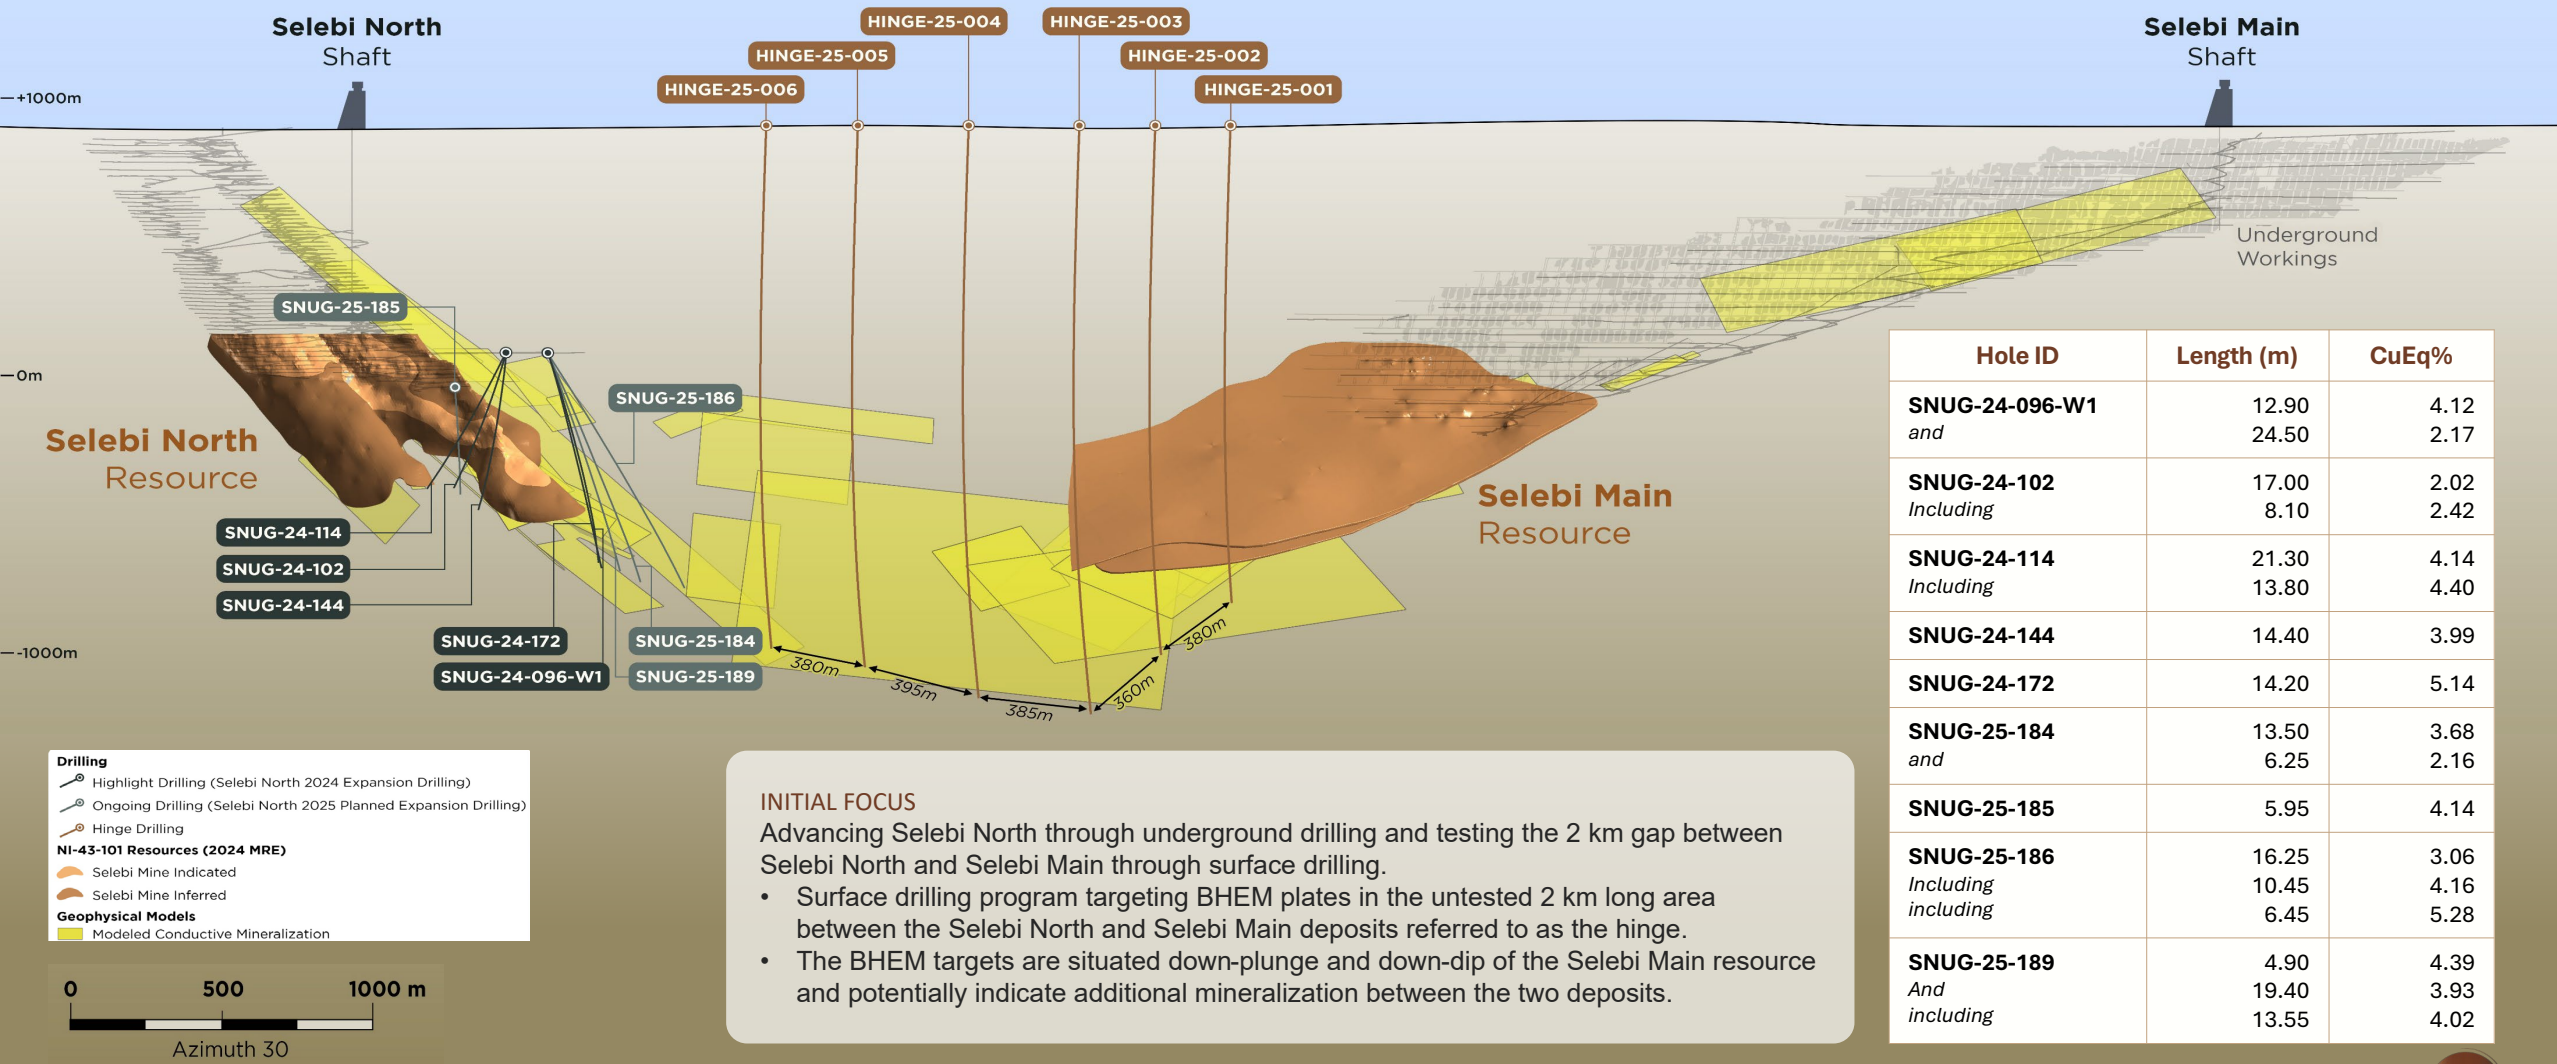 Selebi North
Shaft
HINGE-25-004
HINGE-25-003
HINGE-25-005
HINGE-25-002
HINGE-25-006
HINGE-25-001
Selebi Main
Shaft
+1000m
Underground
Workings
SNUG-25-185
0m
SNUG-25-186
Selebi North
Resource
Selebi Main
Resource
SNUG-24-114
SNUG-24-102
SNUG-24-144
SNUG-24-172
SNUG-25-184
SNUG-24-096-W1
SNUG-25-189
-1000m
380m
395m
385m
360m
380m
Hole ID Length (m) CuEq%
SNUG-24-096-W1 12.90 4.12
and 24.50 2.17
SNUG-24-102 17.00 2.02
Including 8.10 2.42
SNUG-24-114 21.30 4.14
Including 13.80 4.40
SNUG-24-144 14.40 3.99
SNUG-24-172 14.20 5.14
SNUG-25-184 13.50 3.68
and 6.25 2.16
SNUG-25-185 5.95 4.14
SNUG-25-186 16.25 3.06
Including 10.45 4.16
including 6.45 5.28
SNUG-25-189 4.90 4.39
And 19.40 3.93
including 13.55 4.02
Drilling
Highlight Drilling (Selebi North 2024 Expansion Drilling)
Ongoing Drilling (Selebi North 2025 Planned Expansion Drilling)
Hinge Drilling
NI-43-101 Resources (2024 MRE)
Selebi Mine Indicated
Selebi Mine Inferred
Geophysical Models
Modeled Conductive Mineralization
0 500 1000 m
Azimuth 30
INITIAL FOCUS
Advancing Selebi North through underground drilling and testing the 2 km gap between
Selebi North and Selebi Main through surface drilling.
• Surface drilling program targeting BHEM plates in the untested 2 km long area
between the Selebi North and Selebi Main deposits referred to as the hinge.
• The BHEM targets are situated down-plunge and down-dip of the Selebi Main resource
and potentially indicate additional mineralization between the two deposits.